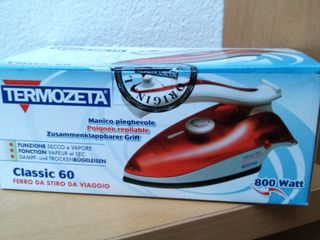 TERMOZETA
ORIGIN
Manico pieghevole
Poignée repliable
Zusammenklappbarer Griff
FUNZIONE SECCO e VAPORE
FONCTION VAPEUR et SEC
DAMPF- und TROCKENBÜGELEISEN
Classic 60
FERRO DA STIRO DA VIAGGIO
800 Watt